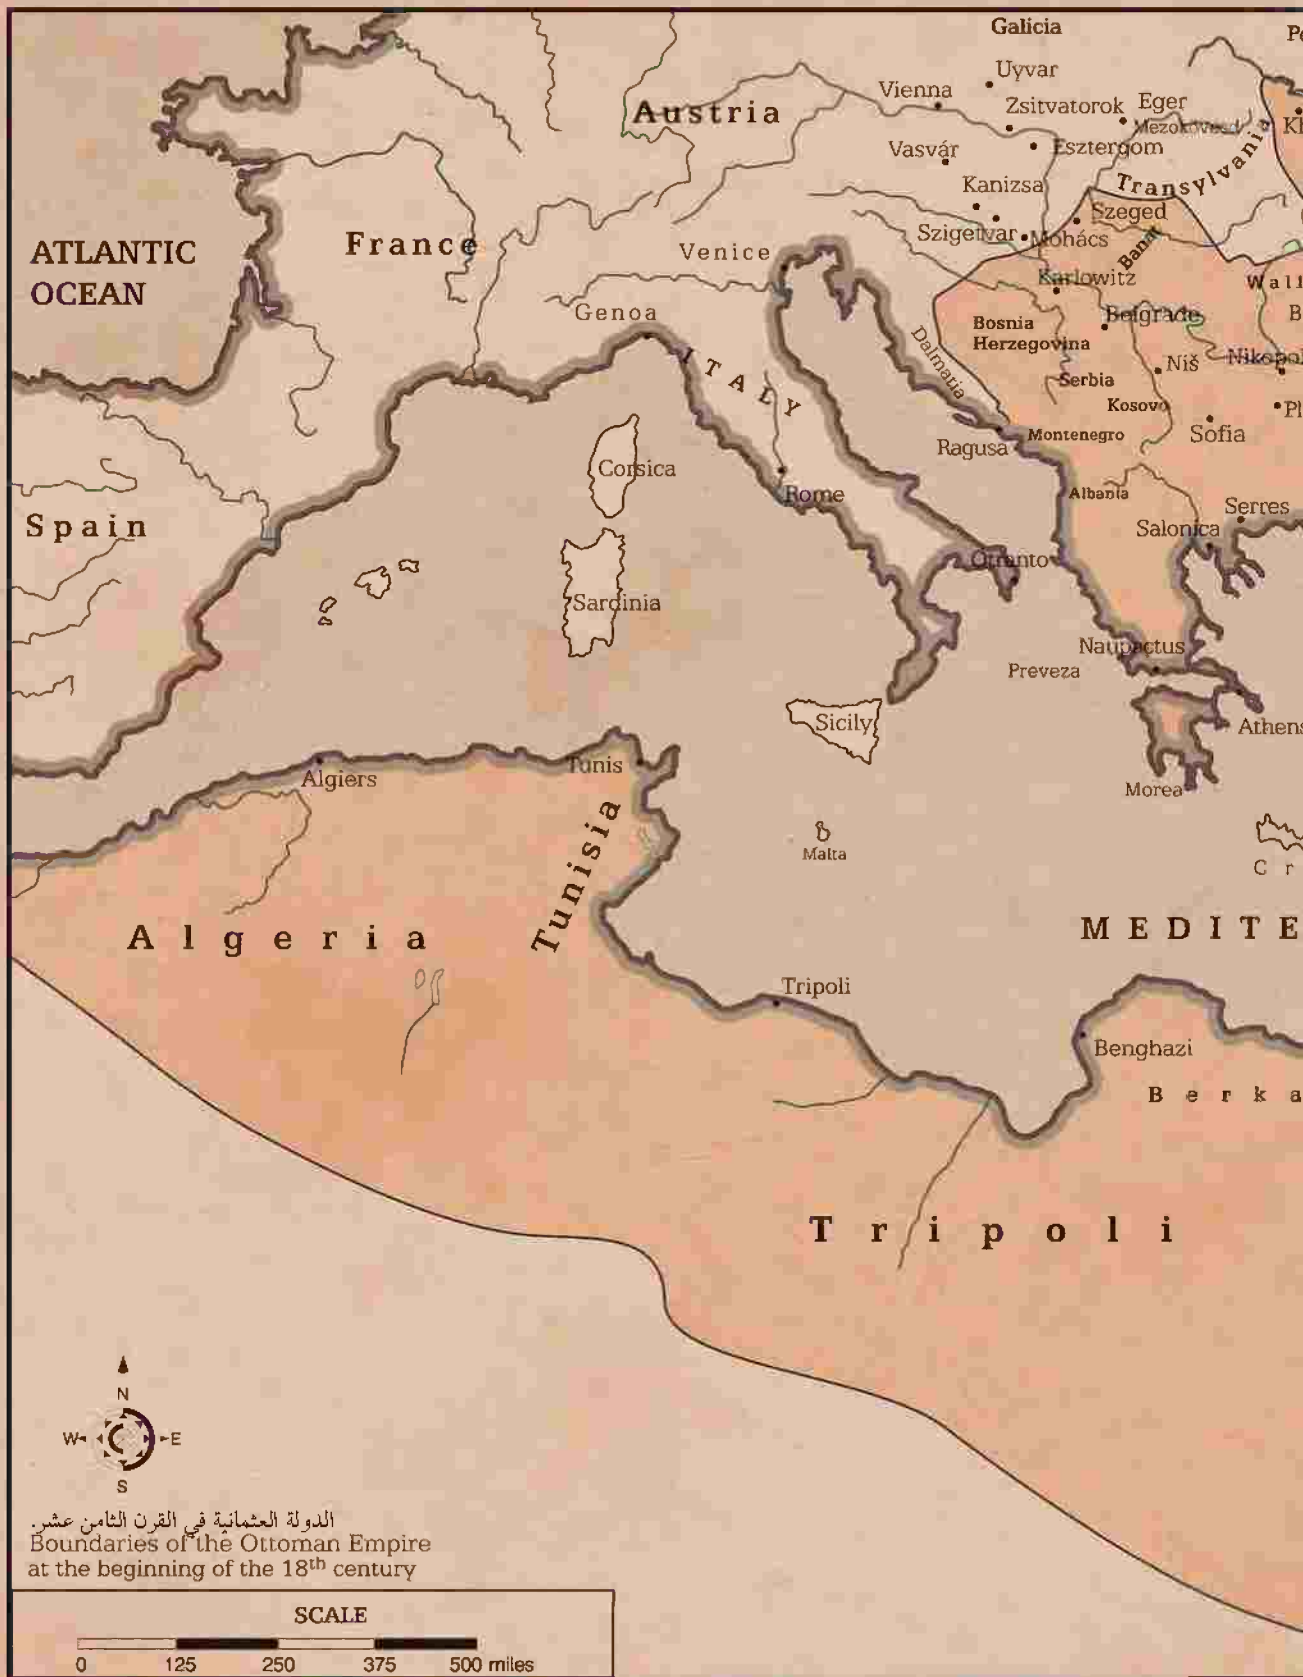 Galicia
Uyvar
Vienna
Zsitvatorok
Eger
Mezokövesd
Austria
Vasvár
Esztergom
Transylvania
Kanizsa
Szeged
Szigetvar
Mohács
Banat
ATLANTIC
OCEAN
France
Venice
Karlowitz
Genoa
Bosnia
Herzegovina
Belgrade
Dalmatia
ITALY
Serbia
Niš
Nikopol
Kosovo
Montenegro
Sofia
Ragusa
Corsica
Rome
Albania
Serres
Spain
Salonica
Otranto
Sardinia
Naupactus
Preveza
Sicily
Athens
Algiers
Tunis
Morea
Malta
Cr
Tunisia
Algeria
MEDITE
Tripoli
Benghazi
Berka
Tripoli
N
W E
S
الدولة العثمانية في القرن الثامن عشر.
Boundaries of the Ottoman Empire
at the beginning of the 18th century
SCALE
0 125 250 375 500 miles